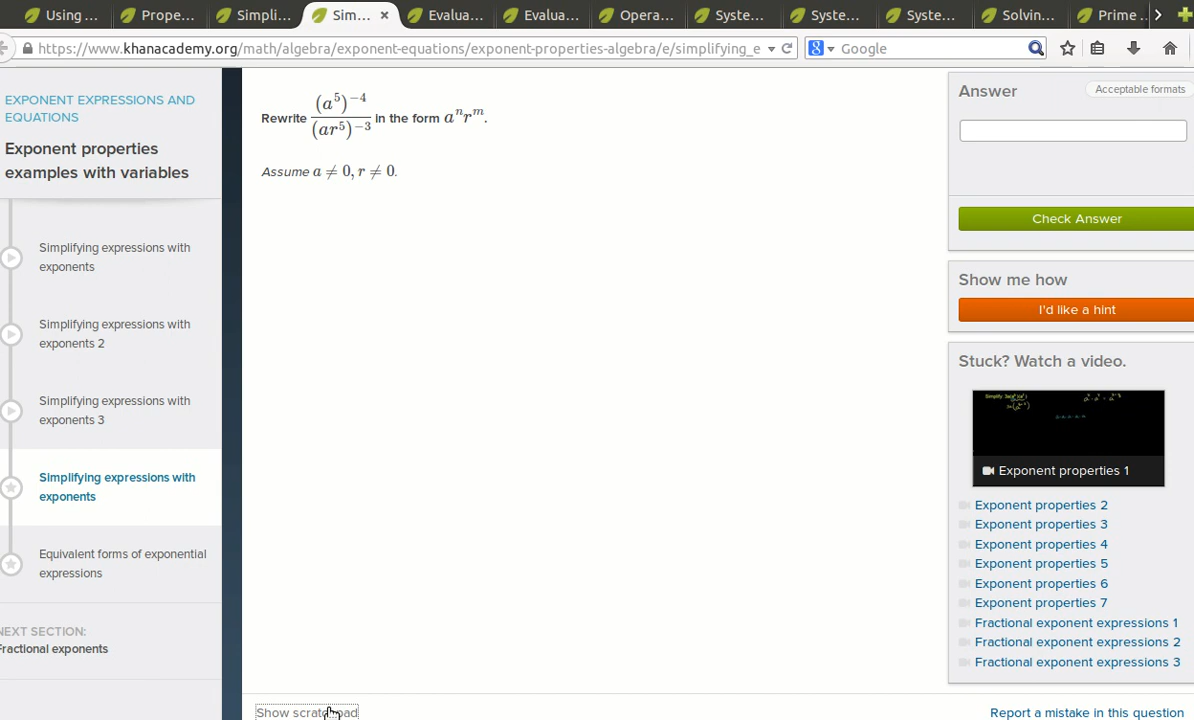 Using ...
Prope...
Simpli...
Sim...
Evalua...
Evalua...
Opera...
Syste...
Syste...
Syste...
Solvin...
Prime ...
https://www.khanacademy.org/math/algebra/exponent-equations/exponent-properties-algebra/e/simplifying_e
Google
EXPONENT EXPRESSIONS AND
EQUATIONS
Exponent properties
examples with variables
Simplifying expressions with
exponents
Simplifying expressions with
exponents 2
Simplifying expressions with
exponents 3
Simplifying expressions with
exponents
Equivalent forms of exponential
expressions
NEXT SECTION:
Fractional exponents
Rewrite (a^5)^-4 / (ar^5)^-3 in the form a^n r^m.
Assume a ≠ 0, r ≠ 0.
Show scratchpad
Answer
Acceptable formats
Check Answer
Show me how
I'd like a hint
Stuck? Watch a video.
Exponent properties 1
Exponent properties 2
Exponent properties 3
Exponent properties 4
Exponent properties 5
Exponent properties 6
Exponent properties 7
Fractional exponent expressions 1
Fractional exponent expressions 2
Fractional exponent expressions 3
Report a mistake in this question